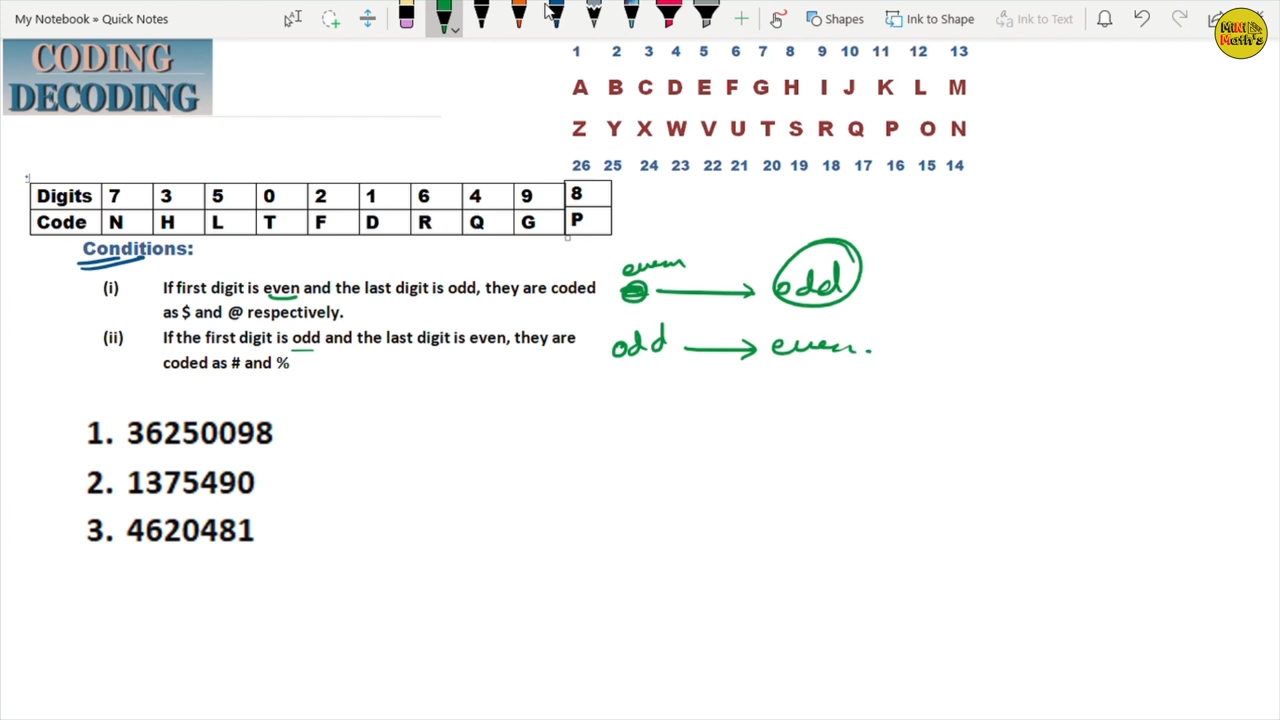 My Notebook » Quick Notes
Shapes
Ink to Shape
Ink to Text
MiNi Math's
CODING
DECODING
1 2 3 4 5 6 7 8 9 10 11 12 13
A B C D E F G H I J K L M
Z Y X W V U T S R Q P O N
26 25 24 23 22 21 20 19 18 17 16 15 14
Digits 7 3 5 0 2 1 6 4 9 8
Code N H L T F D R Q G P
Conditions:
(i) If first digit is even and the last digit is odd, they are coded
as $ and @ respectively.
(ii) If the first digit is odd and the last digit is even, they are
coded as # and %
even
odd
odd even.
1. 36250098
2. 1375490
3. 4620481